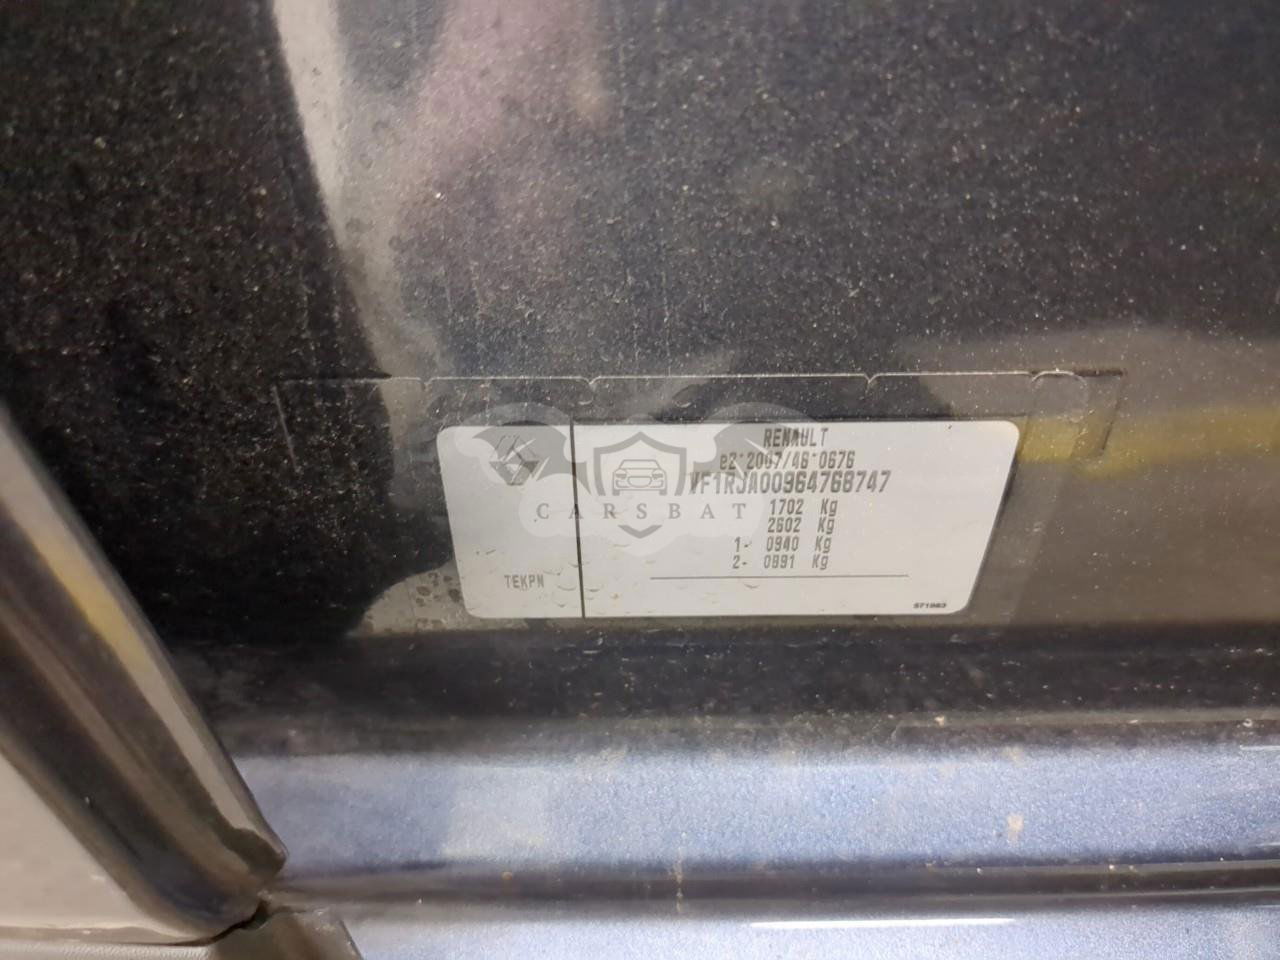 RENAULT
e2*2007/46*0676
VF1RJA00964768747
1702 Kg
2602 Kg
1- 0940 Kg
2- 0891 Kg
TEKPN
571983
CARSBAT